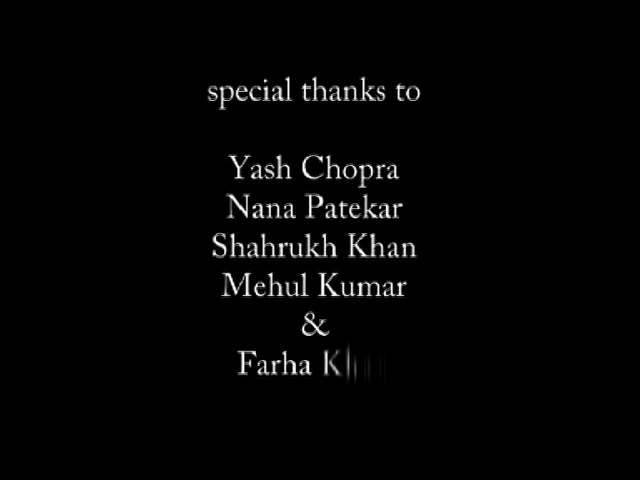 special thanks to
Yash Chopra
Nana Patekar
Shahrukh Khan
Mehul Kumar
&
Farha